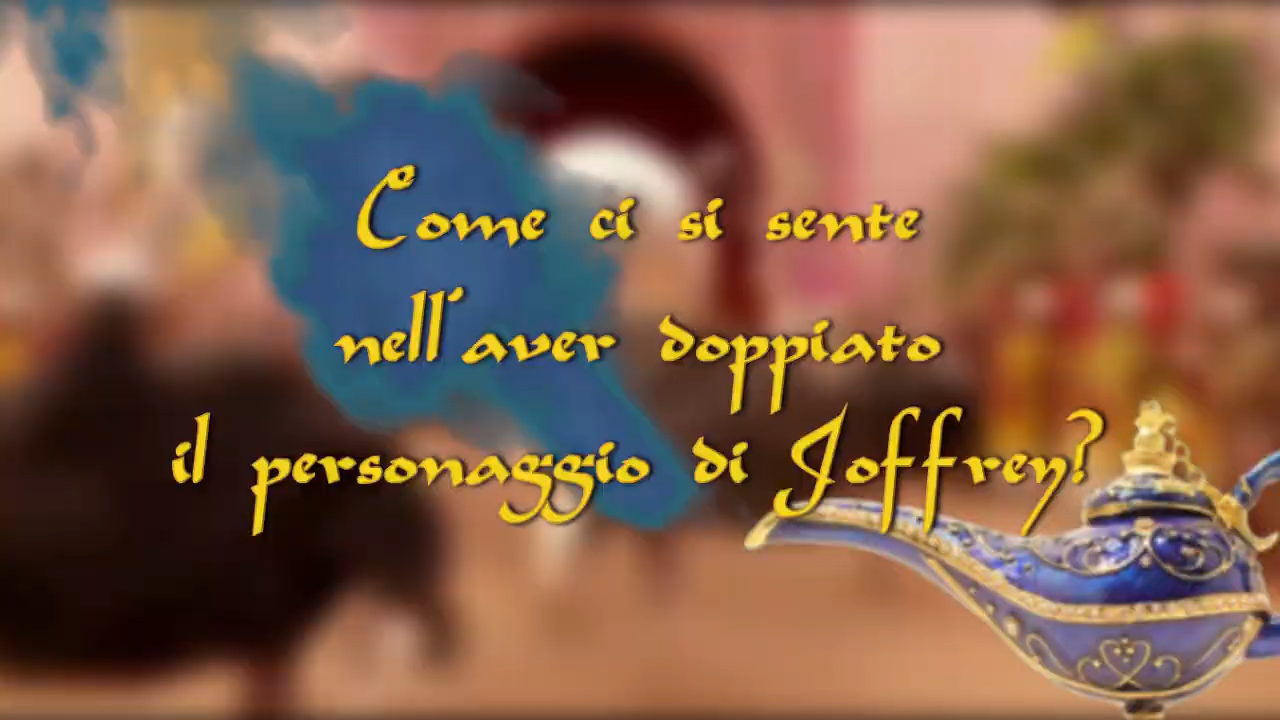 Come ci si sente
nell'aver doppiato
il personaggio di Joffrey?